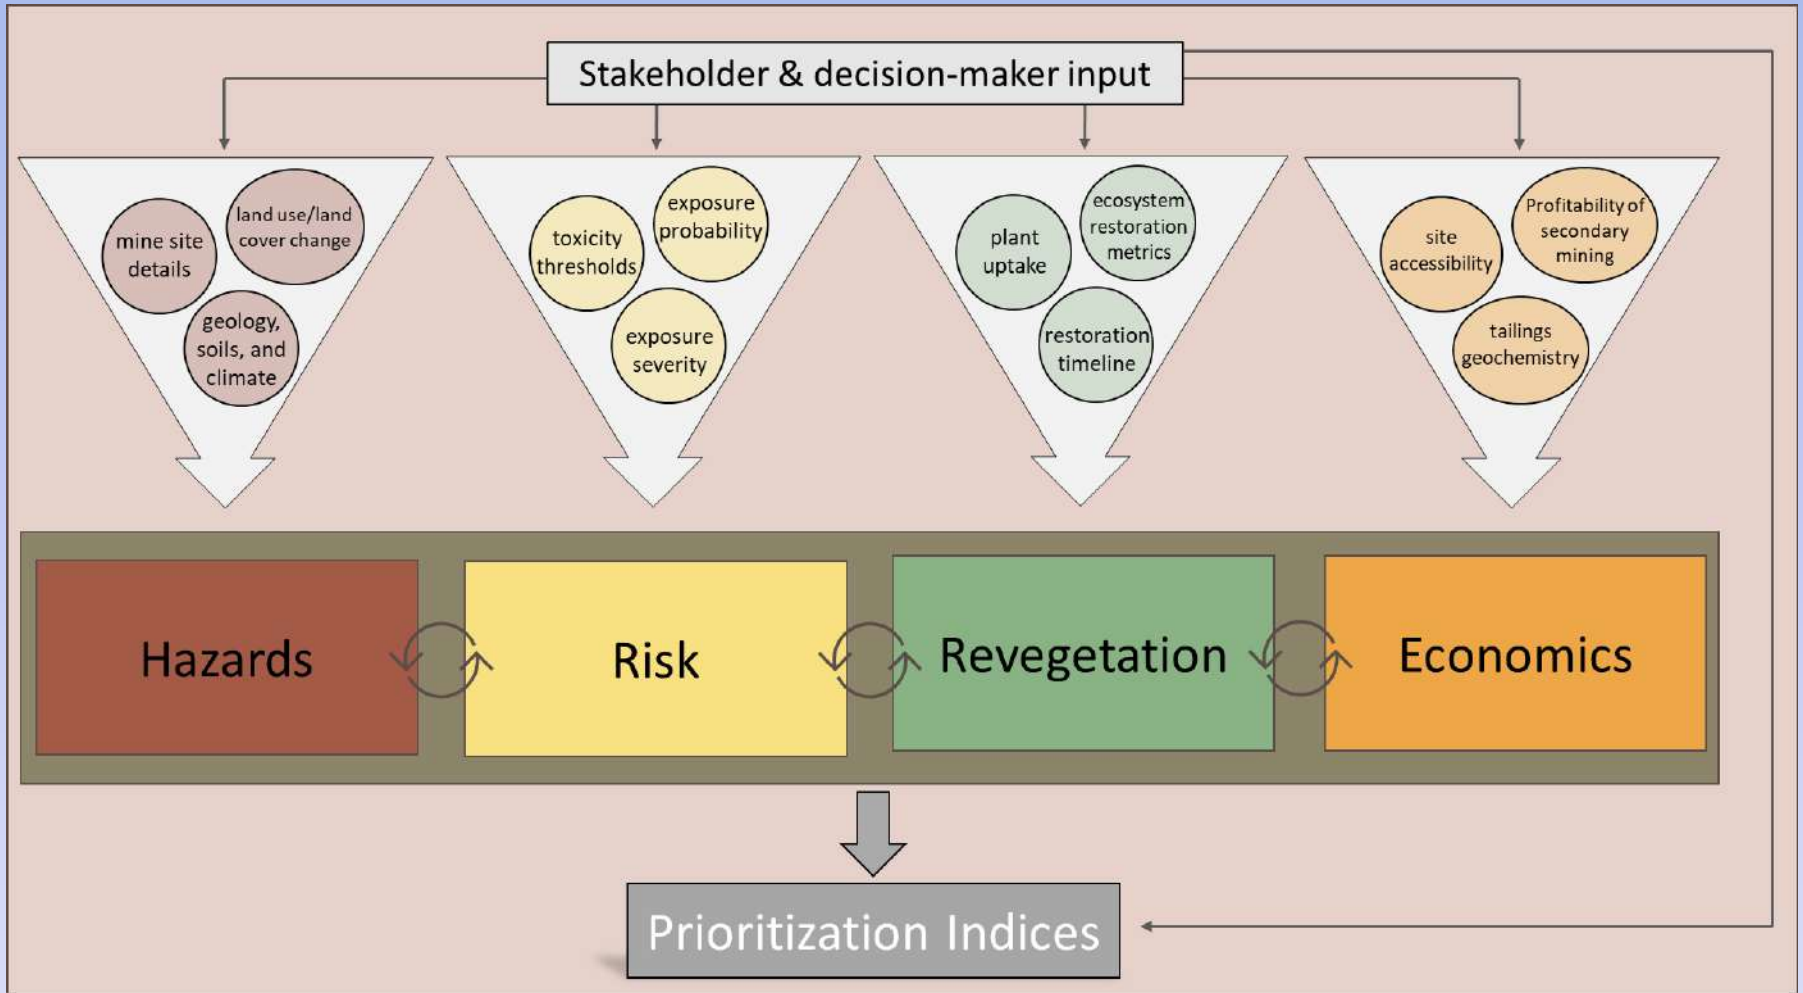 Stakeholder & decision-maker input
mine site
details
land use/land
cover change
geology,
soils, and
climate
toxicity
thresholds
exposure
probability
exposure
severity
plant
uptake
ecosystem
restoration
metrics
restoration
timeline
site
accessibility
Profitability of
secondary
mining
tailings
geochemistry
Hazards
Risk
Revegetation
Economics
Prioritization Indices